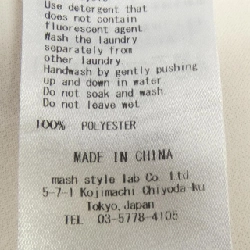 Use detergent that
does not contain
fluorescent agent.
Wash the laundry
separately from
other laundry.
Handwash by gently pushing
up and down in water.
Do not soak and wash.
Do not leave wet.
100% POLYESTER
MADE IN CHINA
mash style lab Co. Ltd.
5-7-1 Kojimachi Chiyoda-ku
Tokyo, Japan
TEL 03-5778-4105